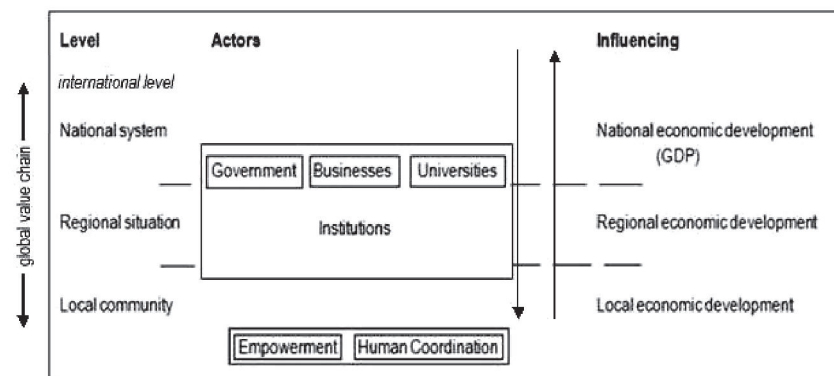 Level Actors Influencing
international level
National system National economic development
(GDP)
Government Businesses Universities
global value chain
Regional situation Institutions Regional economic development
Local community Local economic development
Empowerment Human Coordination